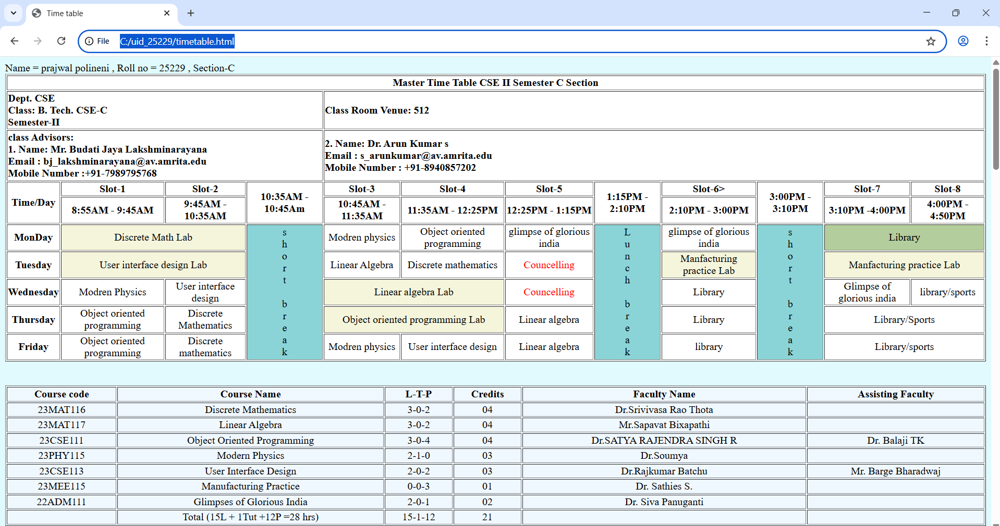 Time table
File
C:/uid_25229/timetable.html
Name = prajwal polineni , Roll no = 25229 , Section-C
Master Time Table CSE II Semester C Section
Dept. CSE
Class: B. Tech. CSE-C
Semester-II
Class Room Venue: 512
class Advisors:
1. Name: Mr. Budati Jaya Lakshminarayana
Email : bj_lakshminarayana@av.amrita.edu
Mobile Number :+91-7989795768
2. Name: Dr. Arun Kumar s
Email : s_arunkumar@av.amrita.edu
Mobile Number : +91-8940857202
Time/Day
Slot-1
Slot-2
10:35AM -
10:45Am
Slot-3
Slot-4
Slot-5
1:15PM -
2:10PM
Slot-6>
3:00PM -
3:10PM
Slot-7
Slot-8
8:55AM - 9:45AM
9:45AM -
10:35AM
10:45AM -
11:35AM
11:35AM - 12:25PM
12:25PM - 1:15PM
2:10PM - 3:00PM
3:10PM -4:00PM
4:00PM -
4:50PM
MonDay
Discrete Math Lab
s
h
o
r
t
b
r
e
a
k
Modren physics
Object oriented
programming
glimpse of glorious
india
L
u
n
c
h
b
r
e
a
k
glimpse of glorious
india
s
h
o
r
t
b
r
e
a
k
Library
Tuesday
User interface design Lab
Linear Algebra
Discrete mathematics
Councelling
Manfacturing
practice Lab
Manfacturing practice Lab
Wednesday
Modren Physics
User interface
design
Linear algebra Lab
Councelling
Library
Glimpse of
glorious india
library/sports
Thursday
Object oriented
programming
Discrete
Mathematics
Object oriented programming Lab
Linear algebra
Library
Library/Sports
Friday
Object oriented
programming
Discrete
mathematics
Modren physics
User interface design
Linear algebra
library
Library/sports
Course code
Course Name
L-T-P
Credits
Faculty Name
Assisting Faculty
23MAT116
Discrete Mathematics
3-0-2
04
Dr.Srivivasa Rao Thota
23MAT117
Linear Algebra
3-0-2
04
Mr.Sapavat Bixapathi
23CSE111
Object Oriented Programming
3-0-4
04
Dr.SATYA RAJENDRA SINGH R
Dr. Balaji TK
23PHY115
Modern Physics
2-1-0
03
Dr.Soumya
23CSE113
User Interface Design
2-0-2
03
Dr.Rajkumar Batchu
Mr. Barge Bharadwaj
23MEE115
Manufacturing Practice
0-0-3
01
Dr. Sathies S.
22ADM111
Glimpses of Glorious India
2-0-1
02
Dr. Siva Panuganti
Total (15L + 1Tut +12P =28 hrs)
15-1-12
21